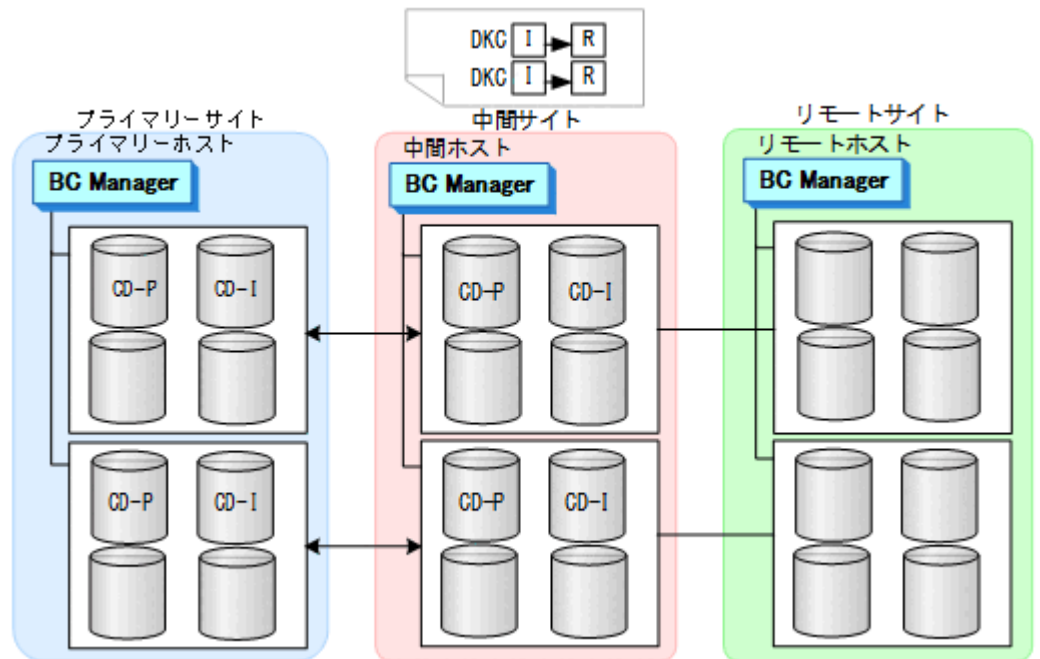 DKC I R
DKC I R
プライマリーサイト 中間サイト リモートサイト
プライマリーホスト 中間ホスト リモートホスト
BC Manager BC Manager BC Manager
CD-P CD-I CD-P CD-I
CD-P CD-I CD-P CD-I